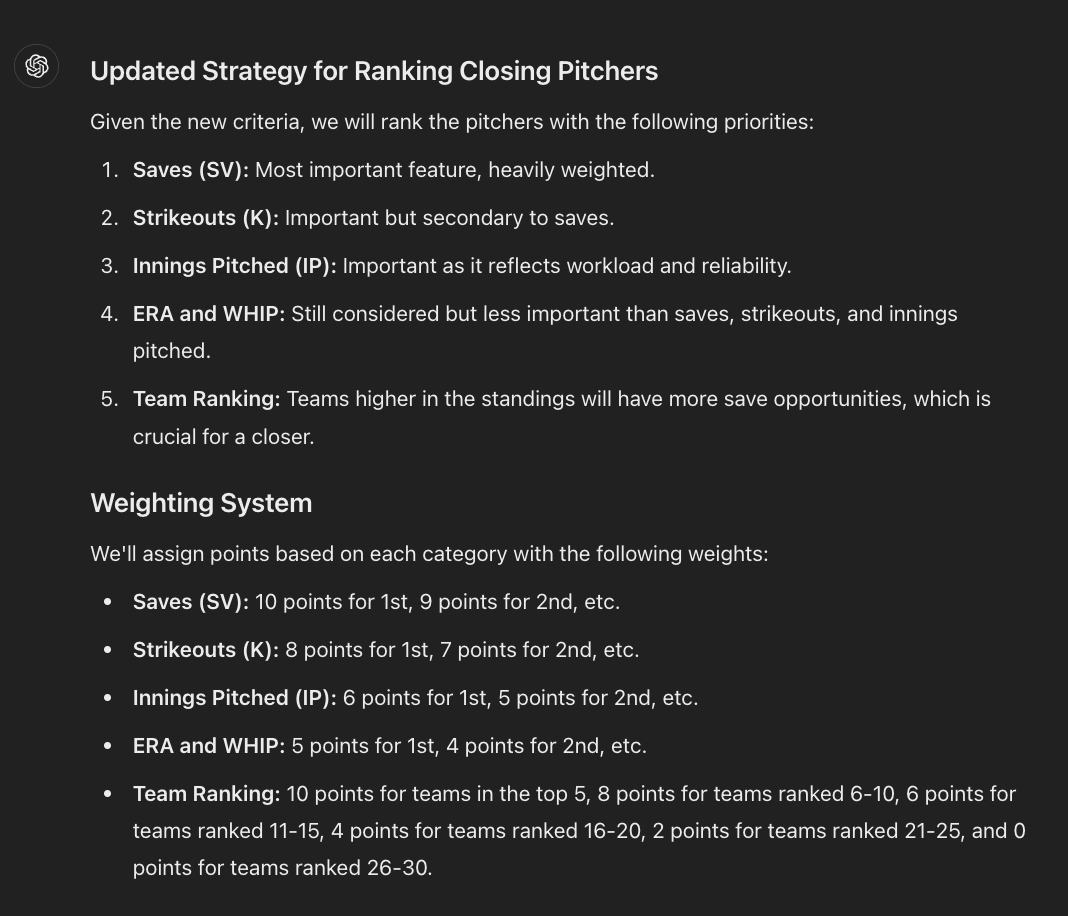 Updated Strategy for Ranking Closing Pitchers
Given the new criteria, we will rank the pitchers with the following priorities:
1. Saves (SV): Most important feature, heavily weighted.
2. Strikeouts (K): Important but secondary to saves.
3. Innings Pitched (IP): Important as it reflects workload and reliability.
4. ERA and WHIP: Still considered but less important than saves, strikeouts, and innings
pitched.
5. Team Ranking: Teams higher in the standings will have more save opportunities, which is
crucial for a closer.
Weighting System
We'll assign points based on each category with the following weights:
• Saves (SV): 10 points for 1st, 9 points for 2nd, etc.
• Strikeouts (K): 8 points for 1st, 7 points for 2nd, etc.
• Innings Pitched (IP): 6 points for 1st, 5 points for 2nd, etc.
• ERA and WHIP: 5 points for 1st, 4 points for 2nd, etc.
• Team Ranking: 10 points for teams in the top 5, 8 points for teams ranked 6-10, 6 points for
teams ranked 11-15, 4 points for teams ranked 16-20, 2 points for teams ranked 21-25, and 0
points for teams ranked 26-30.